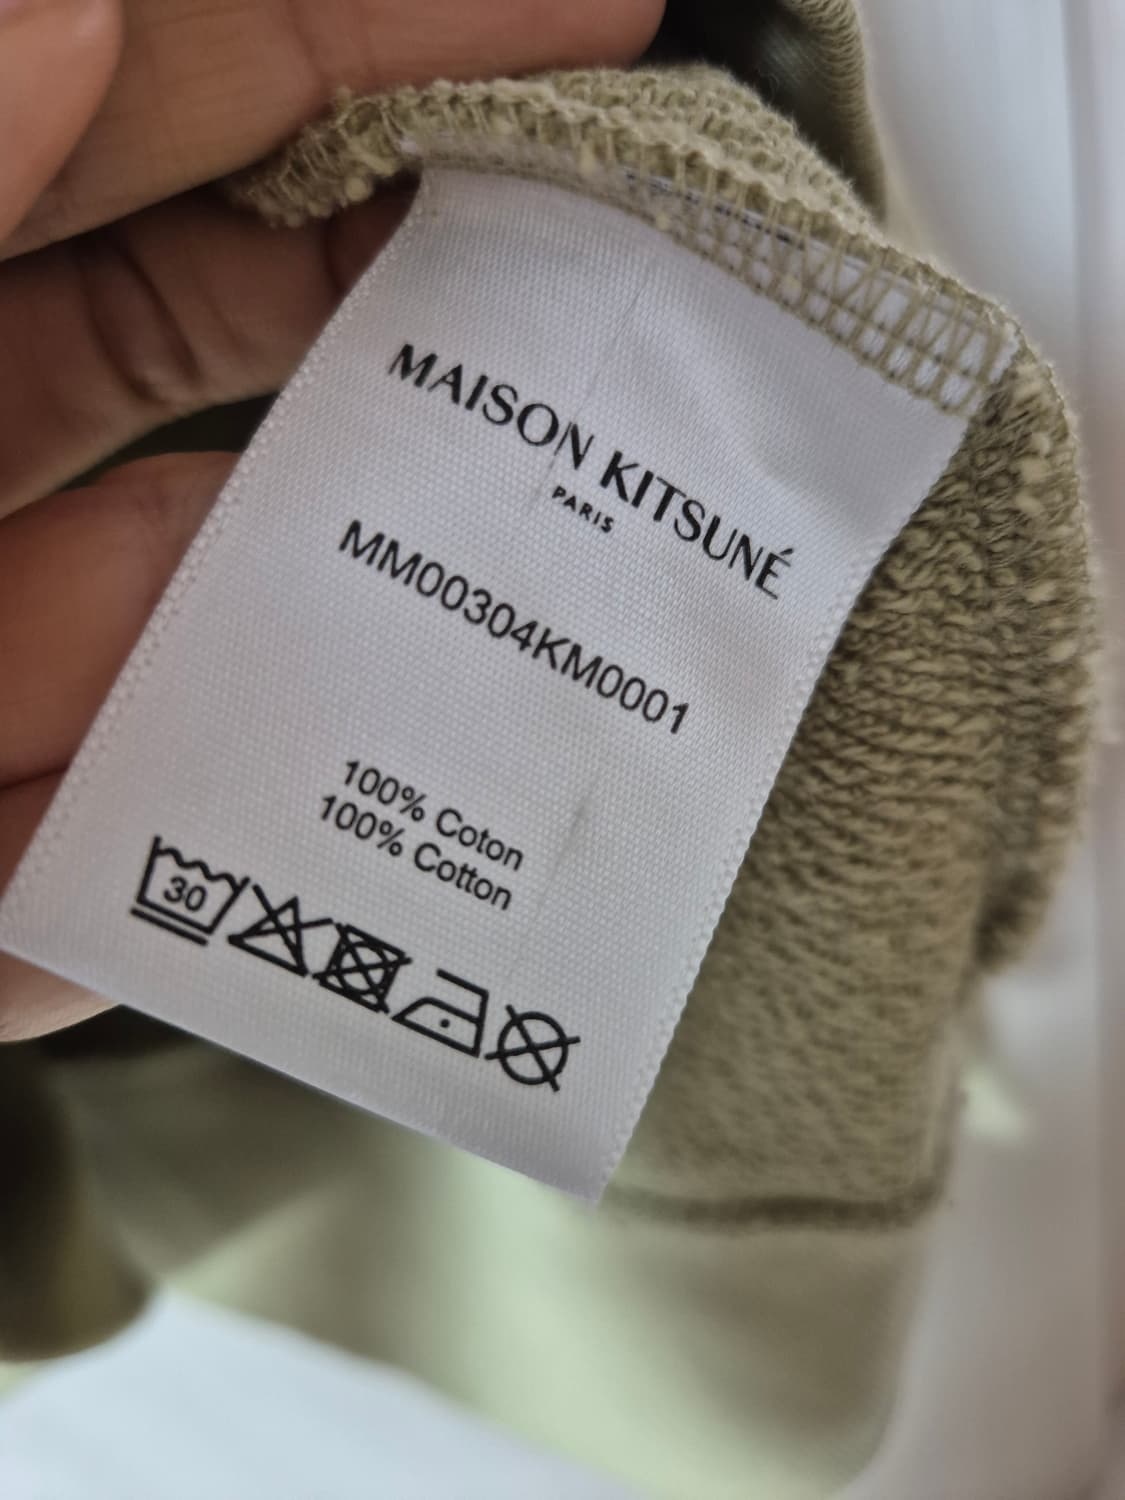 MAISON KITSUNÉ
PARIS
MM00304KM0001
100% Coton
100% Cotton
30